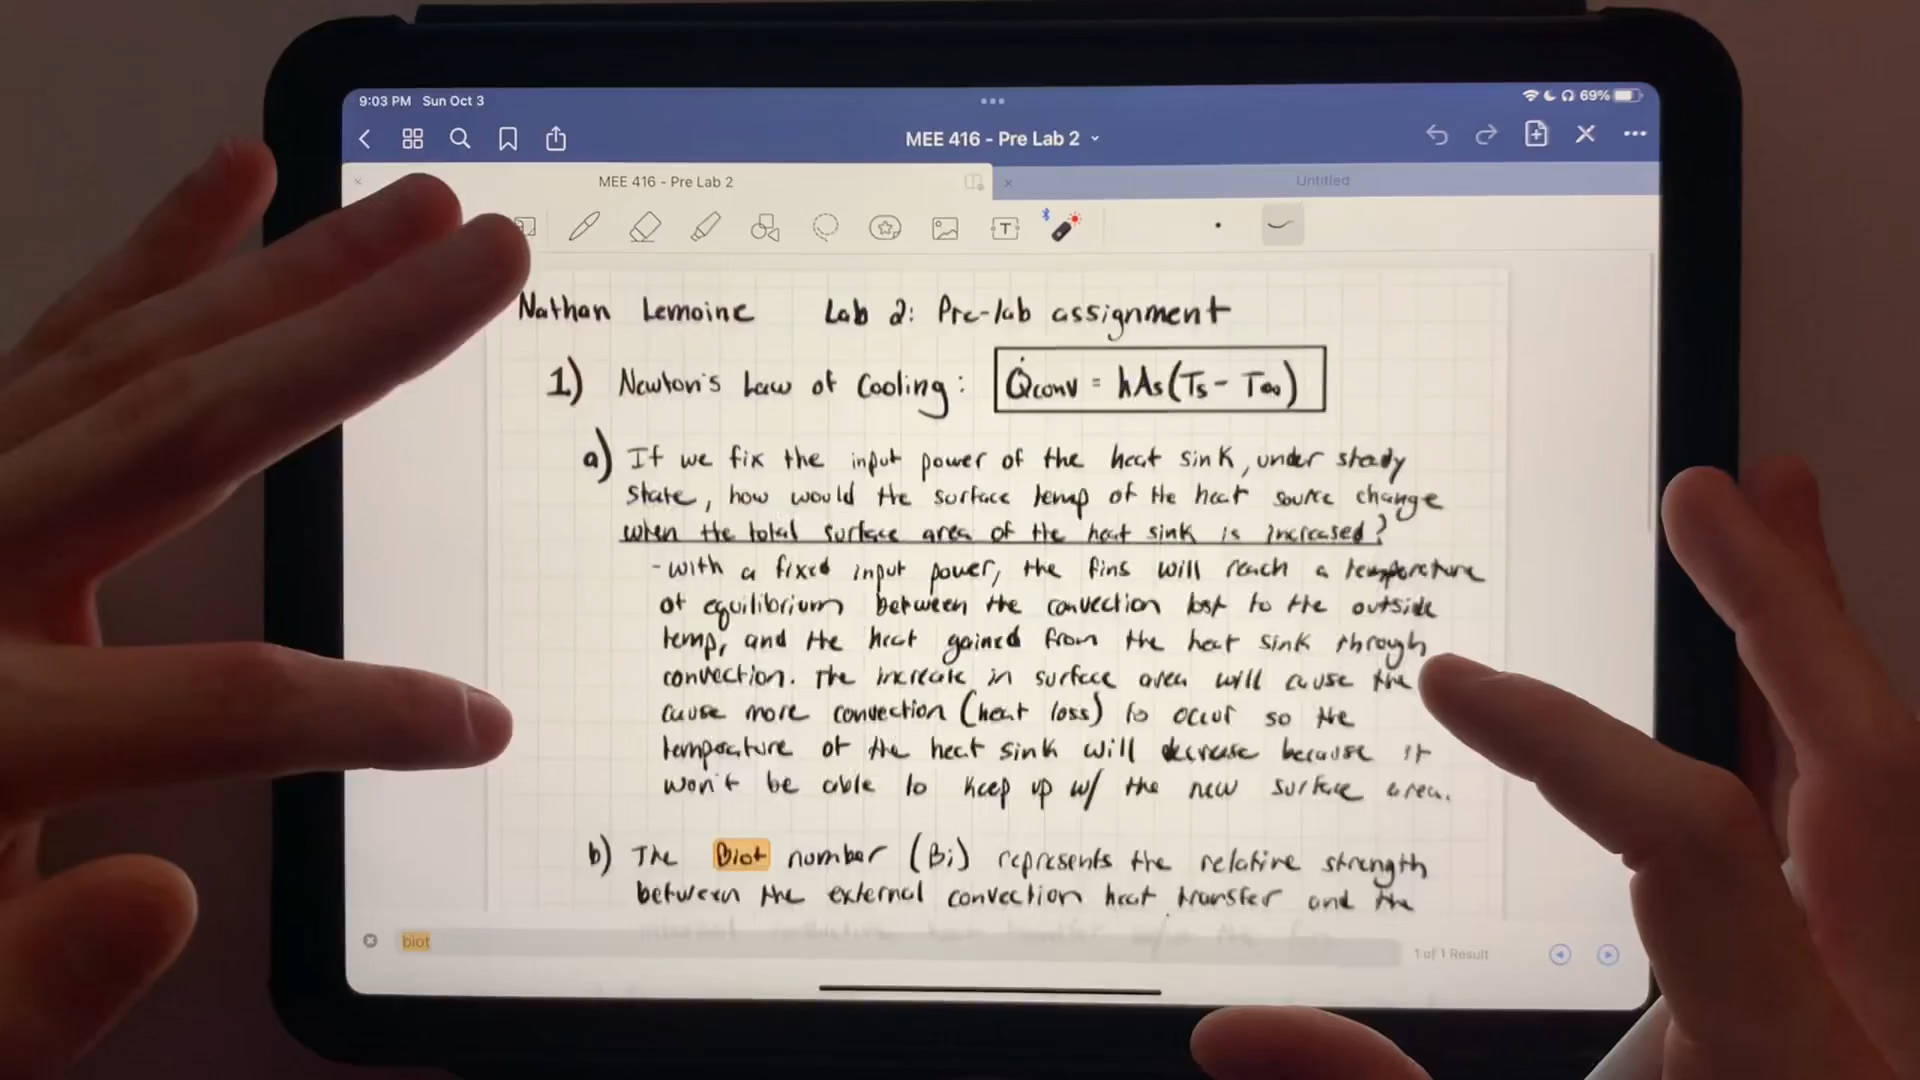 9:03 PM Sun Oct 3
69%
MEE 416 - Pre Lab 2
MEE 416 - Pre Lab 2
Untitled
T
Nathan Lemoine Lab 2: Pre-lab assignment
1) Newton's Law of Cooling: Q̇conv = hAs(Ts - T∞)
a) If we fix the input power of the heat sink, under steady
state, how would the surface temp of the heat source change
when the total surface area of the heat sink is increased?
- with a fixed input power, the fins will reach a temperature
of equilibrium between the convection lost to the outside
temp, and the heat gained from the heat sink through
convection. The increase in surface area will cause the
cause more convection (heat loss) to occur so the
temperature of the heat sink will decrease because it
won't be able to keep up w/ the new surface area.
b) The Biot number (Bi) represents the relative strength
between the external convection heat transfer and the
biot
1 of 1 Result